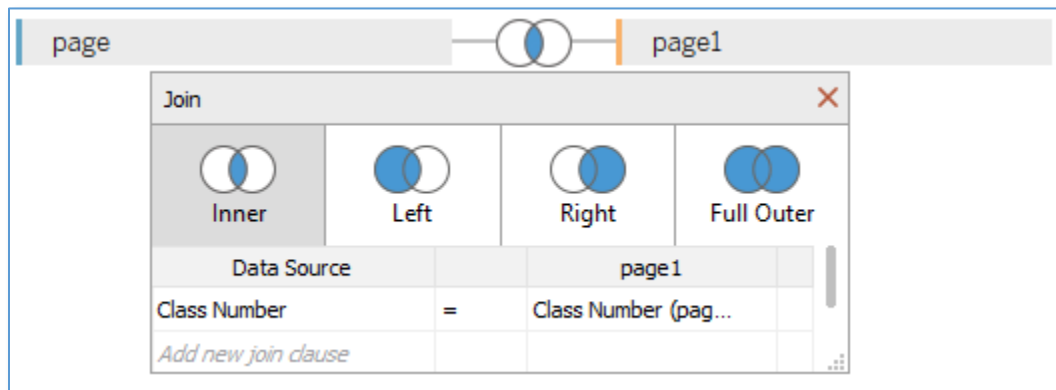 page page1
Join
Inner Left Right Full Outer
Data Source page1
Class Number = Class Number (pag...
Add new join clause